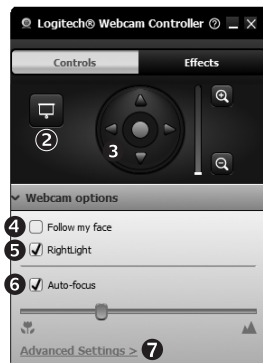 Logitech® Webcam Controller
Controls Effects
2
3
Webcam options
4 Follow my face
5 RightLight
6 Auto-focus
Advanced Settings > 7